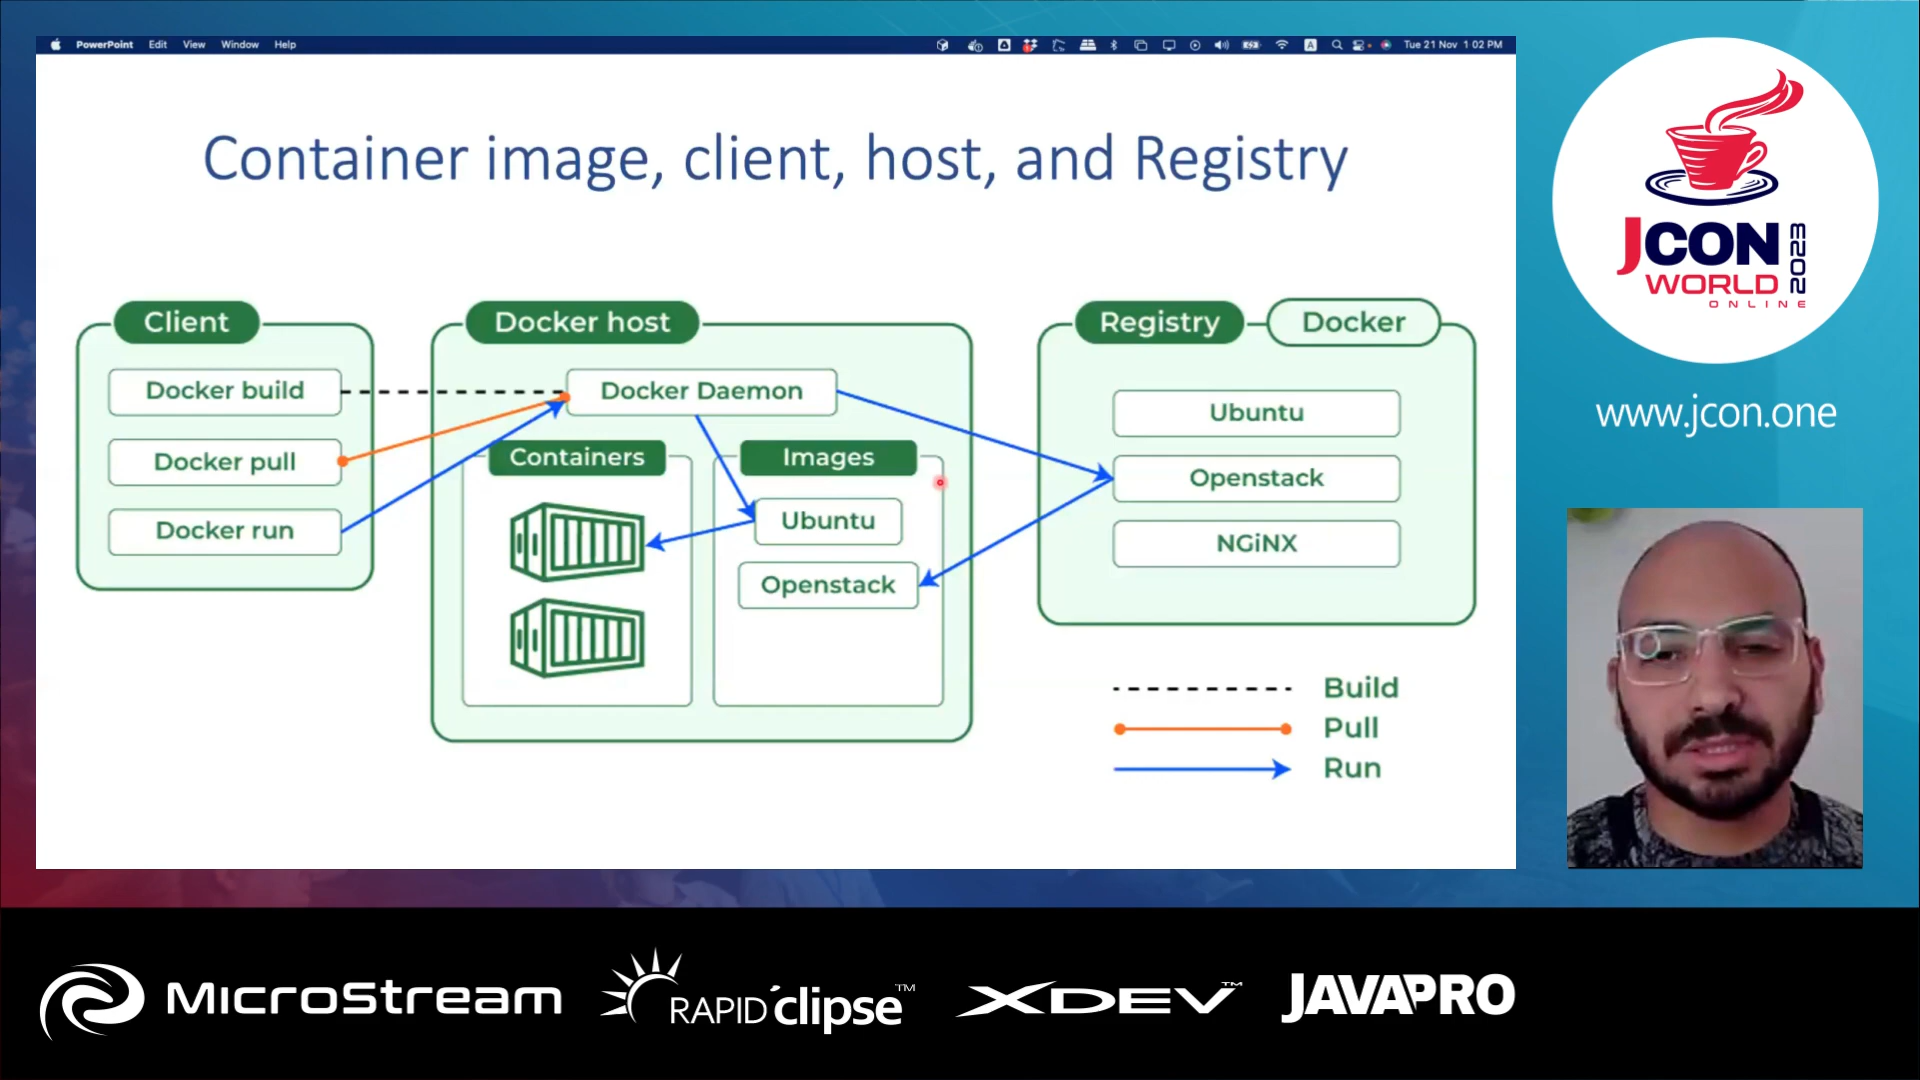 PowerPoint Edit View Window Help
Tue 21 Nov 1 02 PM
Container image, client, host, and Registry
Client
Docker build
Docker pull
Docker run
Docker host
Docker Daemon
Containers
Images
Ubuntu
Openstack
Registry
Docker
Ubuntu
Openstack
NGiNX
Build
Pull
Run
JCON
WORLD
ONLINE
2023
www.jcon.one
MICROSTREAM
RAPID'clipse™
XDEV™
JAVAPRO